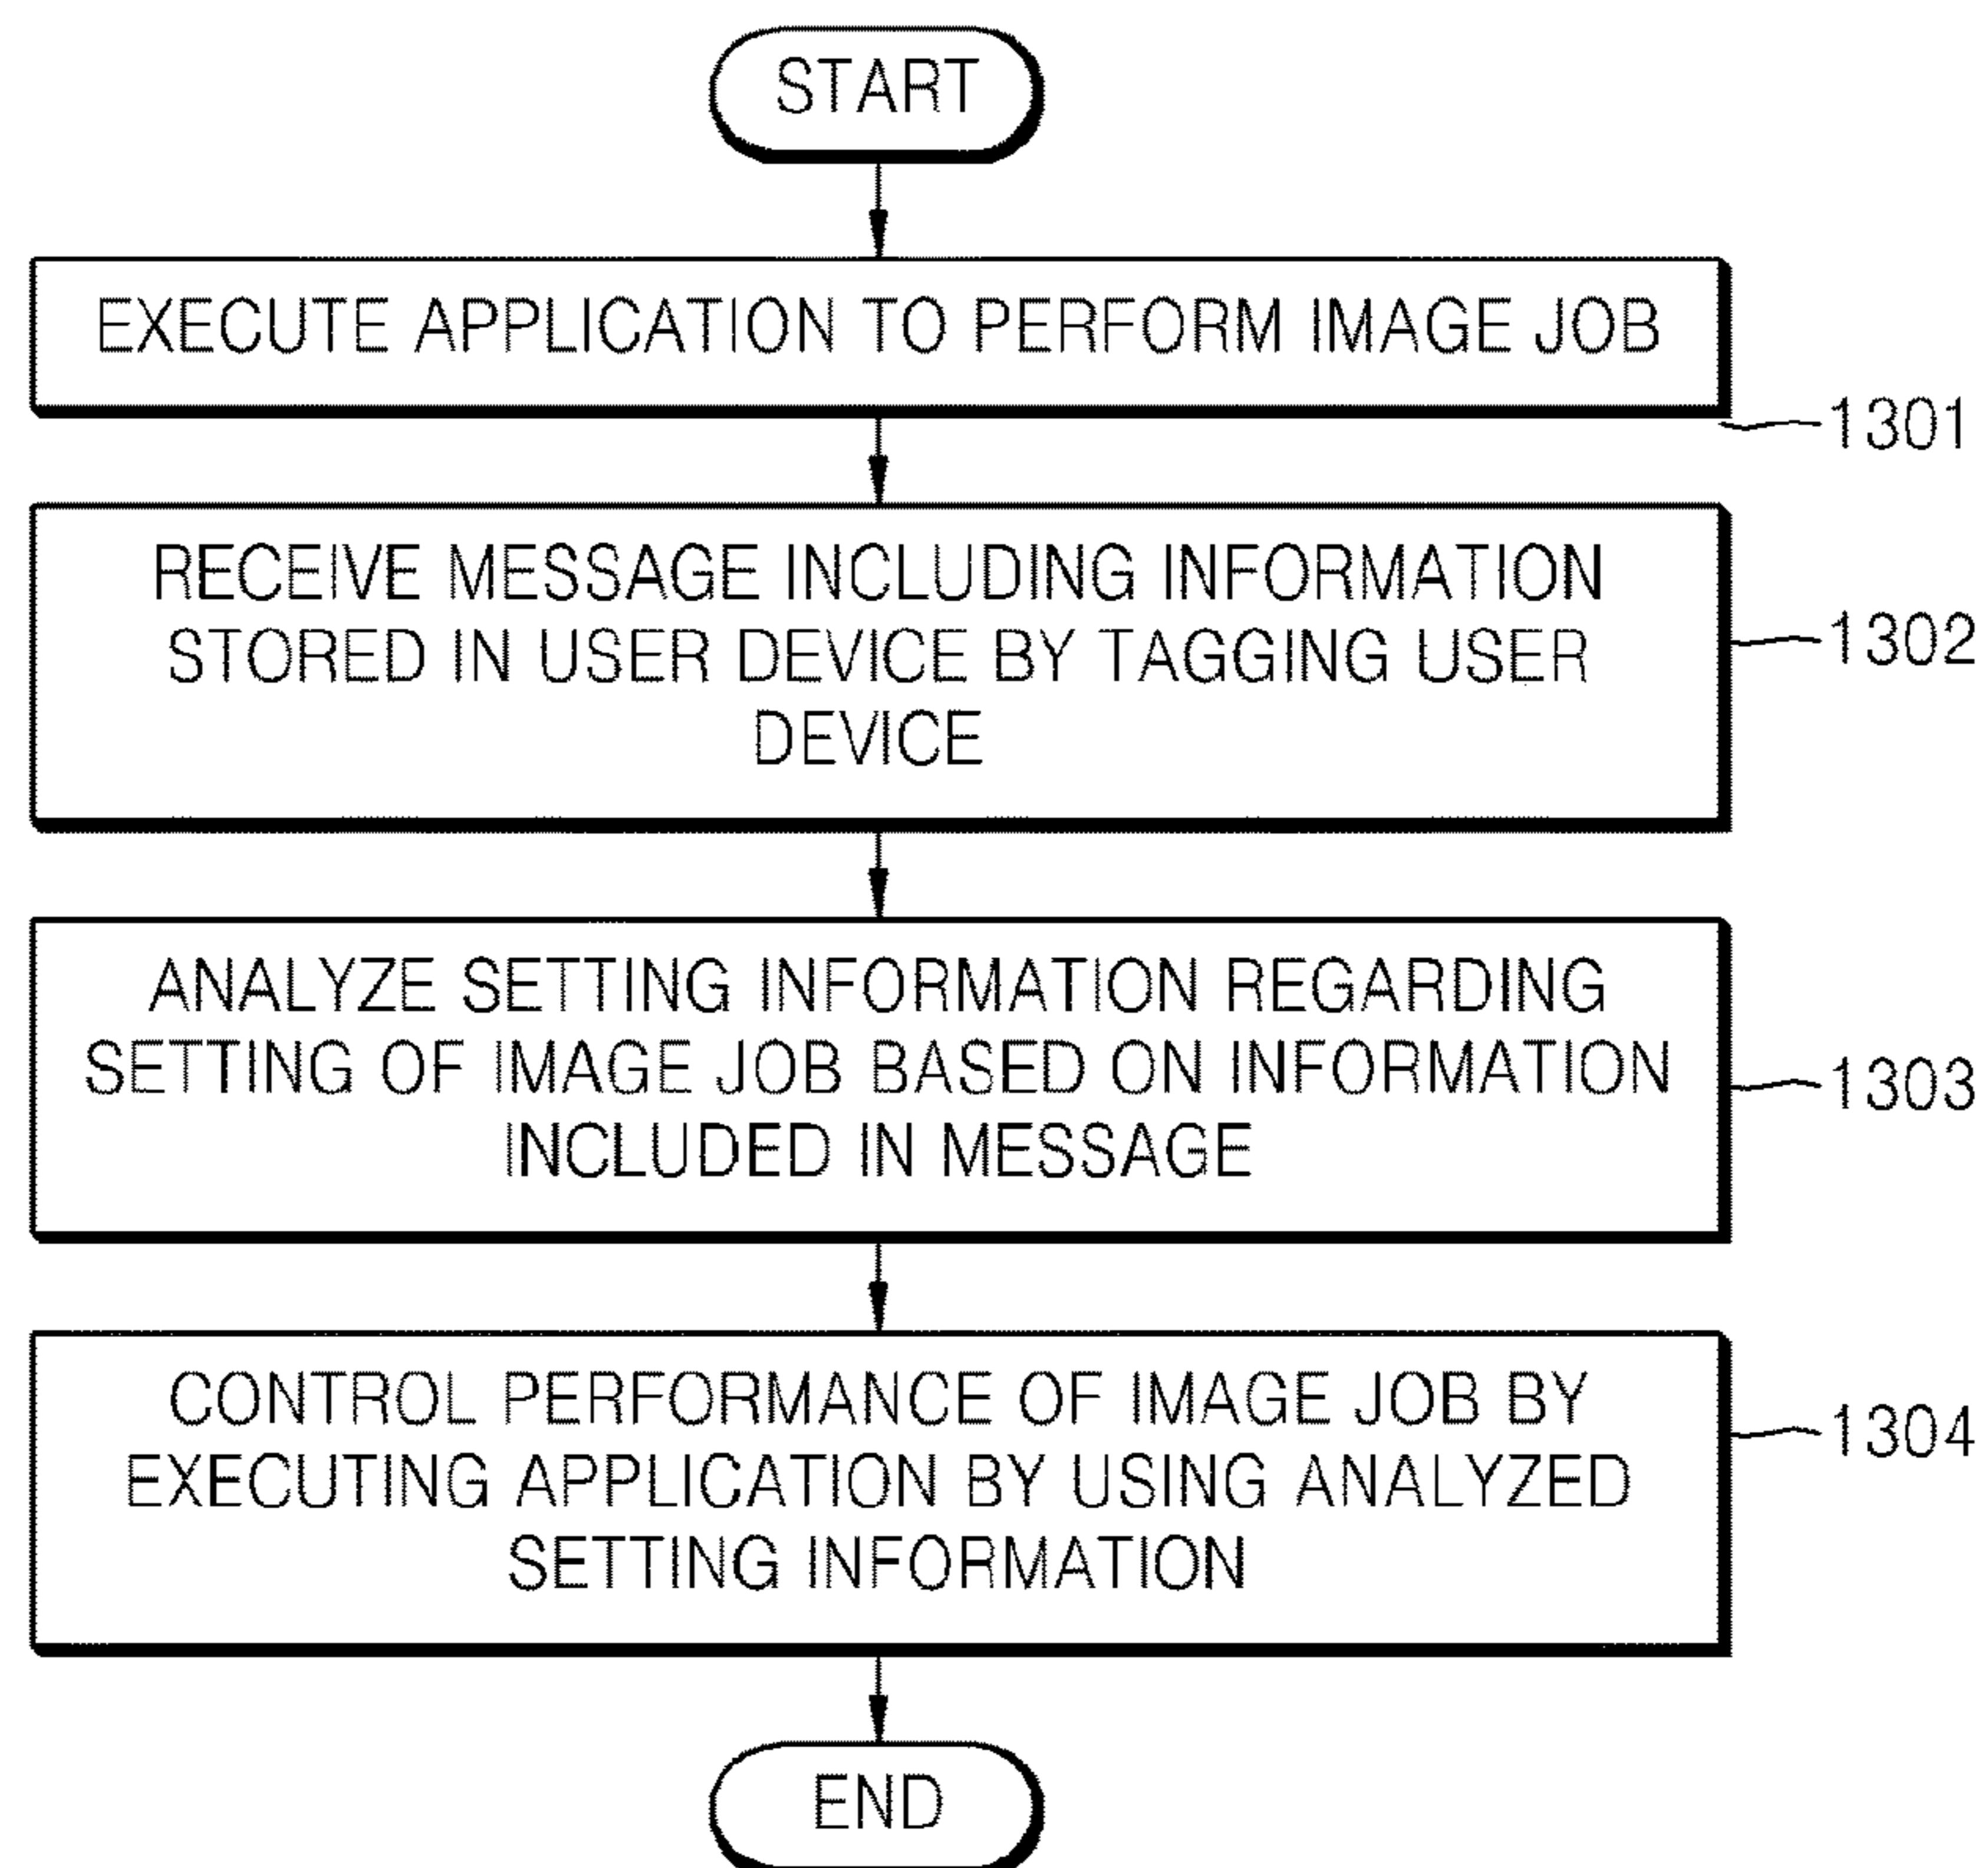 START
EXECUTE APPLICATION TO PERFORM IMAGE JOB
1301
RECEIVE MESSAGE INCLUDING INFORMATION
STORED IN USER DEVICE BY TAGGING USER
DEVICE
1302
ANALYZE SETTING INFORMATION REGARDING
SETTING OF IMAGE JOB BASED ON INFORMATION
INCLUDED IN MESSAGE
1303
CONTROL PERFORMANCE OF IMAGE JOB BY
EXECUTING APPLICATION BY USING ANALYZED
SETTING INFORMATION
1304
END